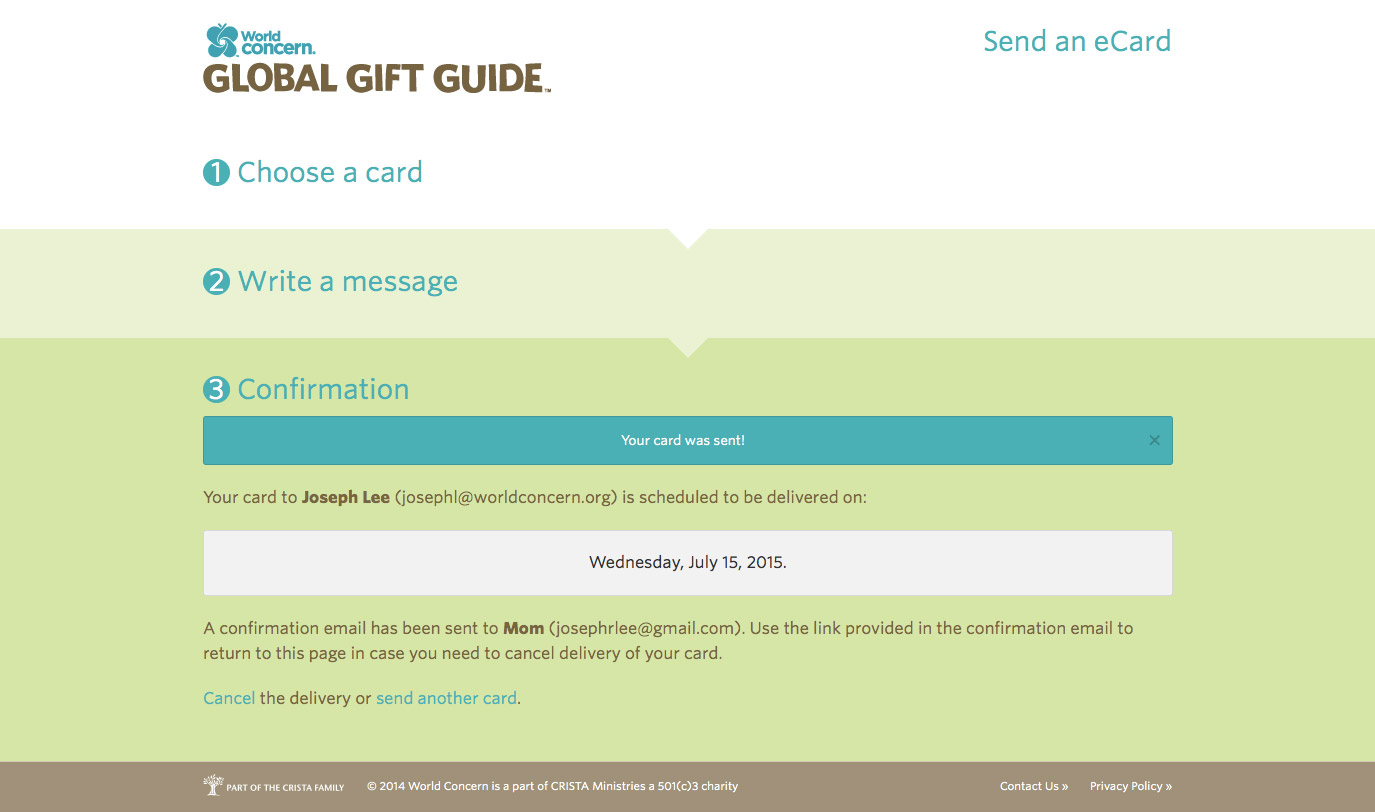 World
concern.
GLOBAL GIFT GUIDE™
Send an eCard
1 Choose a card
2 Write a message
3 Confirmation
Your card was sent!
×
Your card to Joseph Lee (josephl@worldconcern.org) is scheduled to be delivered on:
Wednesday, July 15, 2015.
A confirmation email has been sent to Mom (josephrlee@gmail.com). Use the link provided in the confirmation email to
return to this page in case you need to cancel delivery of your card.
Cancel the delivery or send another card.
PART OF THE CRISTA FAMILY © 2014 World Concern is a part of CRISTA Ministries a 501(c)3 charity Contact Us » Privacy Policy »